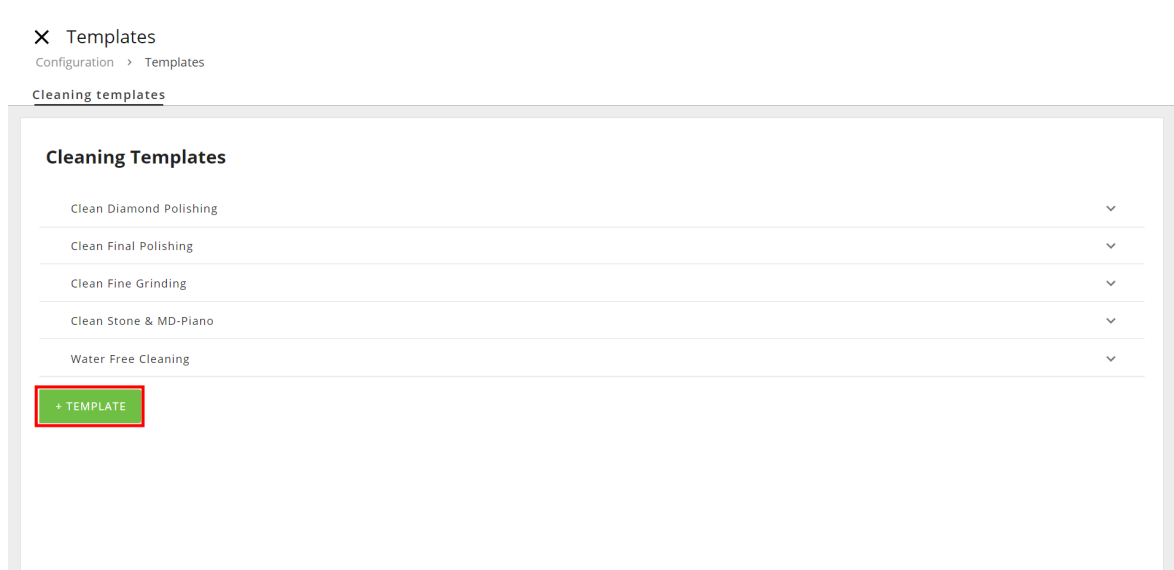 Templates
Configuration > Templates
Cleaning templates
Cleaning Templates
Clean Diamond Polishing
Clean Final Polishing
Clean Fine Grinding
Clean Stone & MD-Piano
Water Free Cleaning
+ TEMPLATE